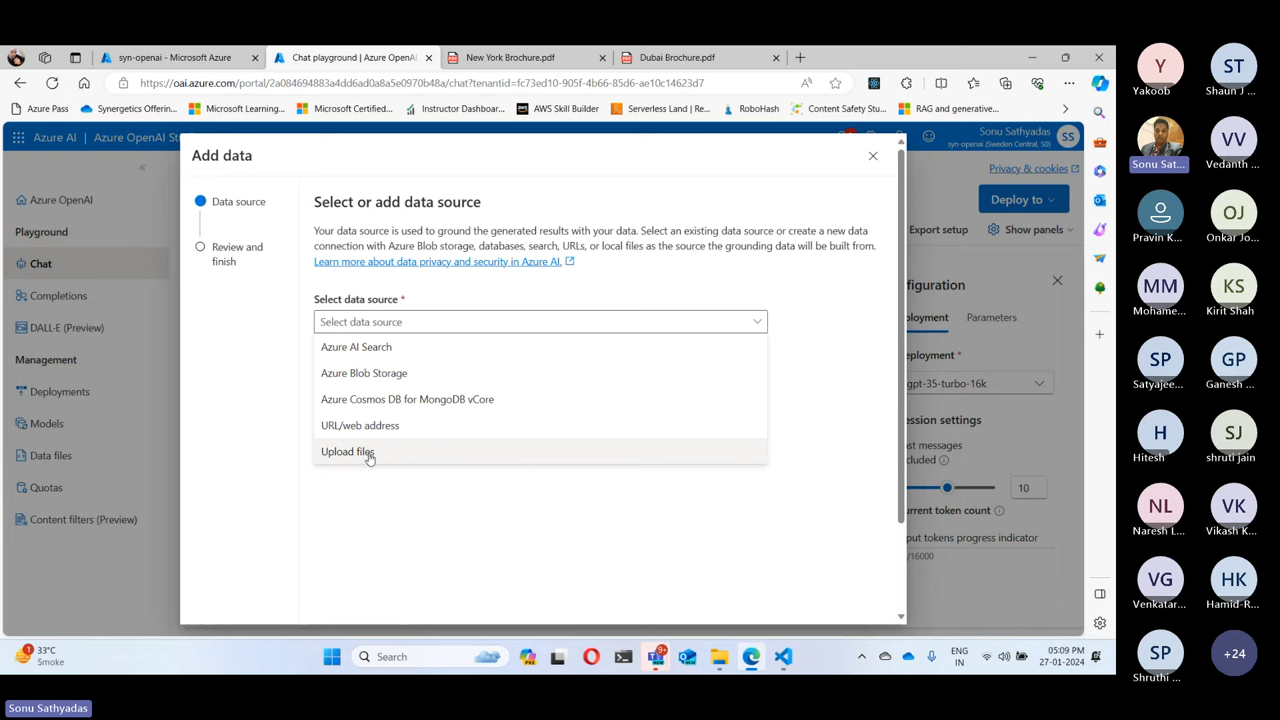 syn-openai - Microsoft Azure
Chat playground | Azure OpenAI
New York Brochure.pdf
Dubai Brochure.pdf
https://oai.azure.com/portal/2a084694883a4dd6ad0a8a5e0970b48a/chat?tenantid=fc73ed10-905f-4b66-85d6-ae10c14623d7
Azure Pass
Synergetics Offering...
Microsoft Learning...
Microsoft Certified...
Instructor Dashboar...
AWS Skill Builder
Serverless Land | Re...
RoboHash
Content Safety Stu...
RAG and generative...
Azure AI | Azure OpenAI St
Sonu Sathyadas
syn-openai (Sweden Central, S0)
SS
Privacy & cookies
Azure OpenAI
Playground
Chat
Completions
DALL-E (Preview)
Management
Deployments
Models
Data files
Quotas
Content filters (Preview)
Add data
Data source
Review and
finish
Select or add data source
Your data source is used to ground the generated results with your data. Select an existing data source or create a new data
connection with Azure Blob storage, databases, search, URLs, or local files as the source the grounding data will be built from.
Learn more about data privacy and security in Azure AI.
Select data source *
Select data source
Azure AI Search
Azure Blob Storage
Azure Cosmos DB for MongoDB vCore
URL/web address
Upload files
Deploy to
Export setup
Show panels
figuration
loyment
Parameters
eployment *
gpt-35-turbo-16k
ession settings
ast messages
cluded
10
urrent token count
put tokens progress indicator
/16000
1
33°C
Smoke
Search
9+
ENG
IN
05:09 PM
27-01-2024
Sonu Sathyadas
Y
Yakoob
ST
Shaun J ...
Sonu Sat...
VV
Vedanth ...
Pravin K...
OJ
Onkar Jo...
MM
Mohame...
KS
Kirit Shah
SP
Satyajee...
GP
Ganesh ...
H
Hitesh
SJ
shruti jain
NL
Naresh L...
VK
Vikash K...
VG
Venkatar...
HK
Hamid-R...
SP
Shruthi ...
+24